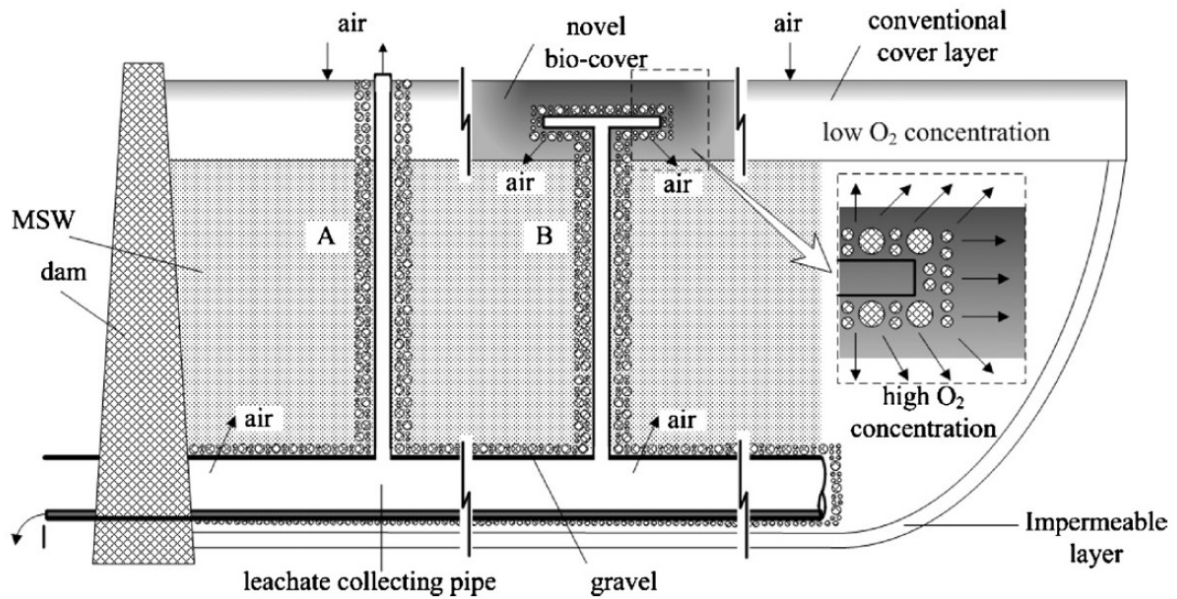 air
novel
bio-cover
air
conventional
cover layer
low O₂ concentration
air
air
MSW
A
B
dam
air
air
high O₂
concentration
Impermeable
layer
leachate collecting pipe
gravel